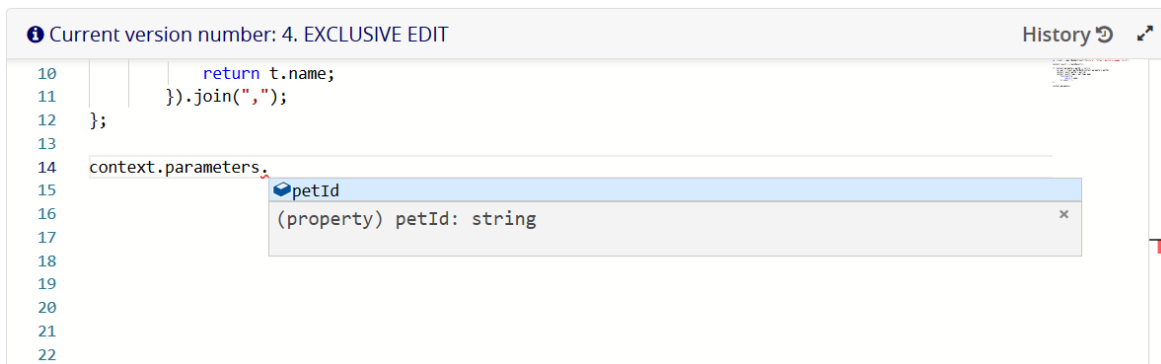 Current version number: 4. EXCLUSIVE EDIT History
10 return t.name;
11 }).join(",");
12 };
13
14 context.parameters.
15 petId
16 (property) petId: string ×
17
18
19
20
21
22